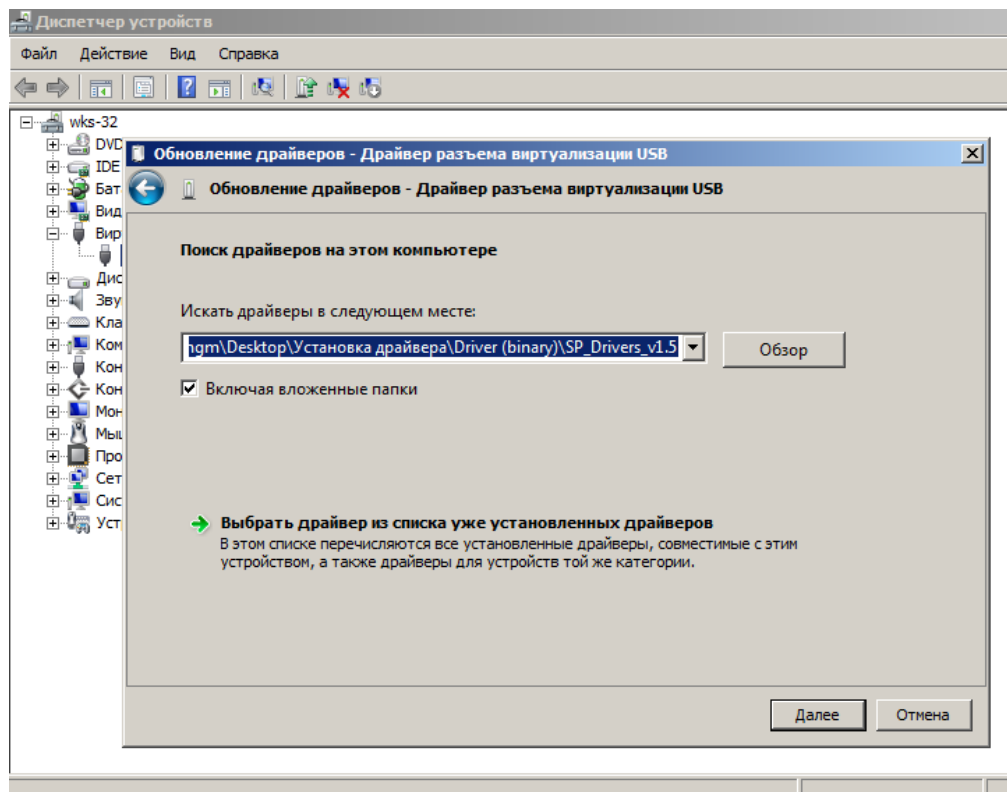 Диспетчер устройств
Файл Действие Вид Справка
wks-32
DVD
IDE
Бат
Вид
Вир
Дис
Зву
Кла
Ком
Кон
Кон
Мон
Мыш
Про
Сет
Сис
Уст
Обновление драйверов - Драйвер разъема виртуализации USB
Обновление драйверов - Драйвер разъема виртуализации USB
Поиск драйверов на этом компьютере
Искать драйверы в следующем месте:
ngm\Desktop\Установка драйвера\Driver (binary)\SP_Drivers_v1.5 Обзор
Включая вложенные папки
Выбрать драйвер из списка уже установленных драйверов
В этом списке перечисляются все установленные драйверы, совместимые с этим
устройством, а также драйверы для устройств той же категории.
Далее Отмена